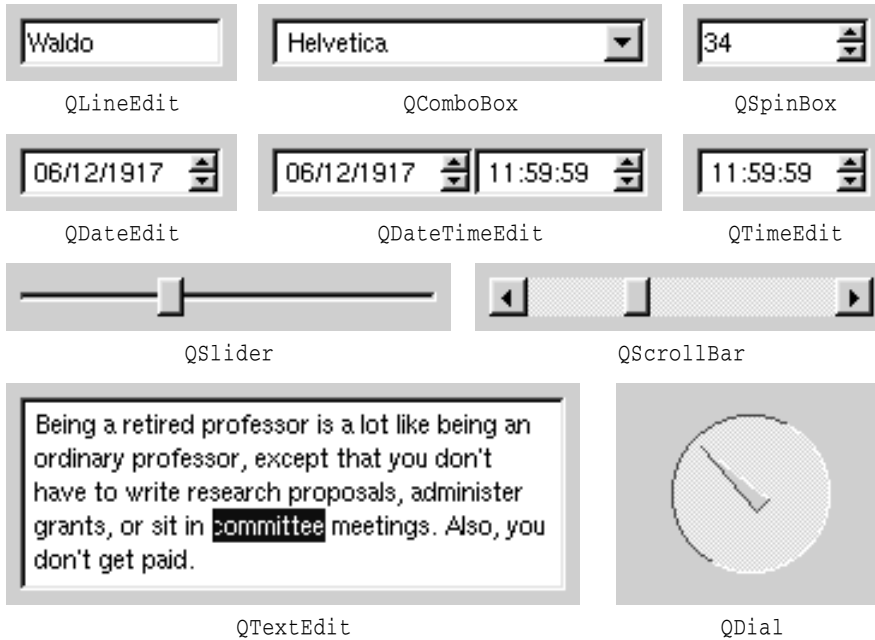 Waldo
Helvetica
34
QLineEdit
QComboBox
QSpinBox
06/12/1917
06/12/1917
11:59:59
11:59:59
QDateEdit
QDateTimeEdit
QTimeEdit
QSlider
QScrollBar
Being a retired professor is a lot like being an
ordinary professor, except that you don't
have to write research proposals, administer
grants, or sit in committee meetings. Also, you
don't get paid.
QTextEdit
QDial